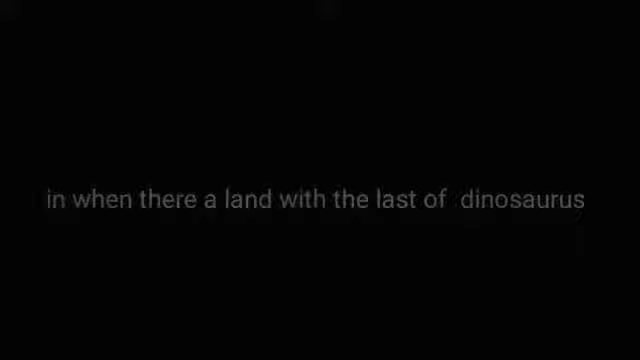 in when there a land with the last of dinosaurus